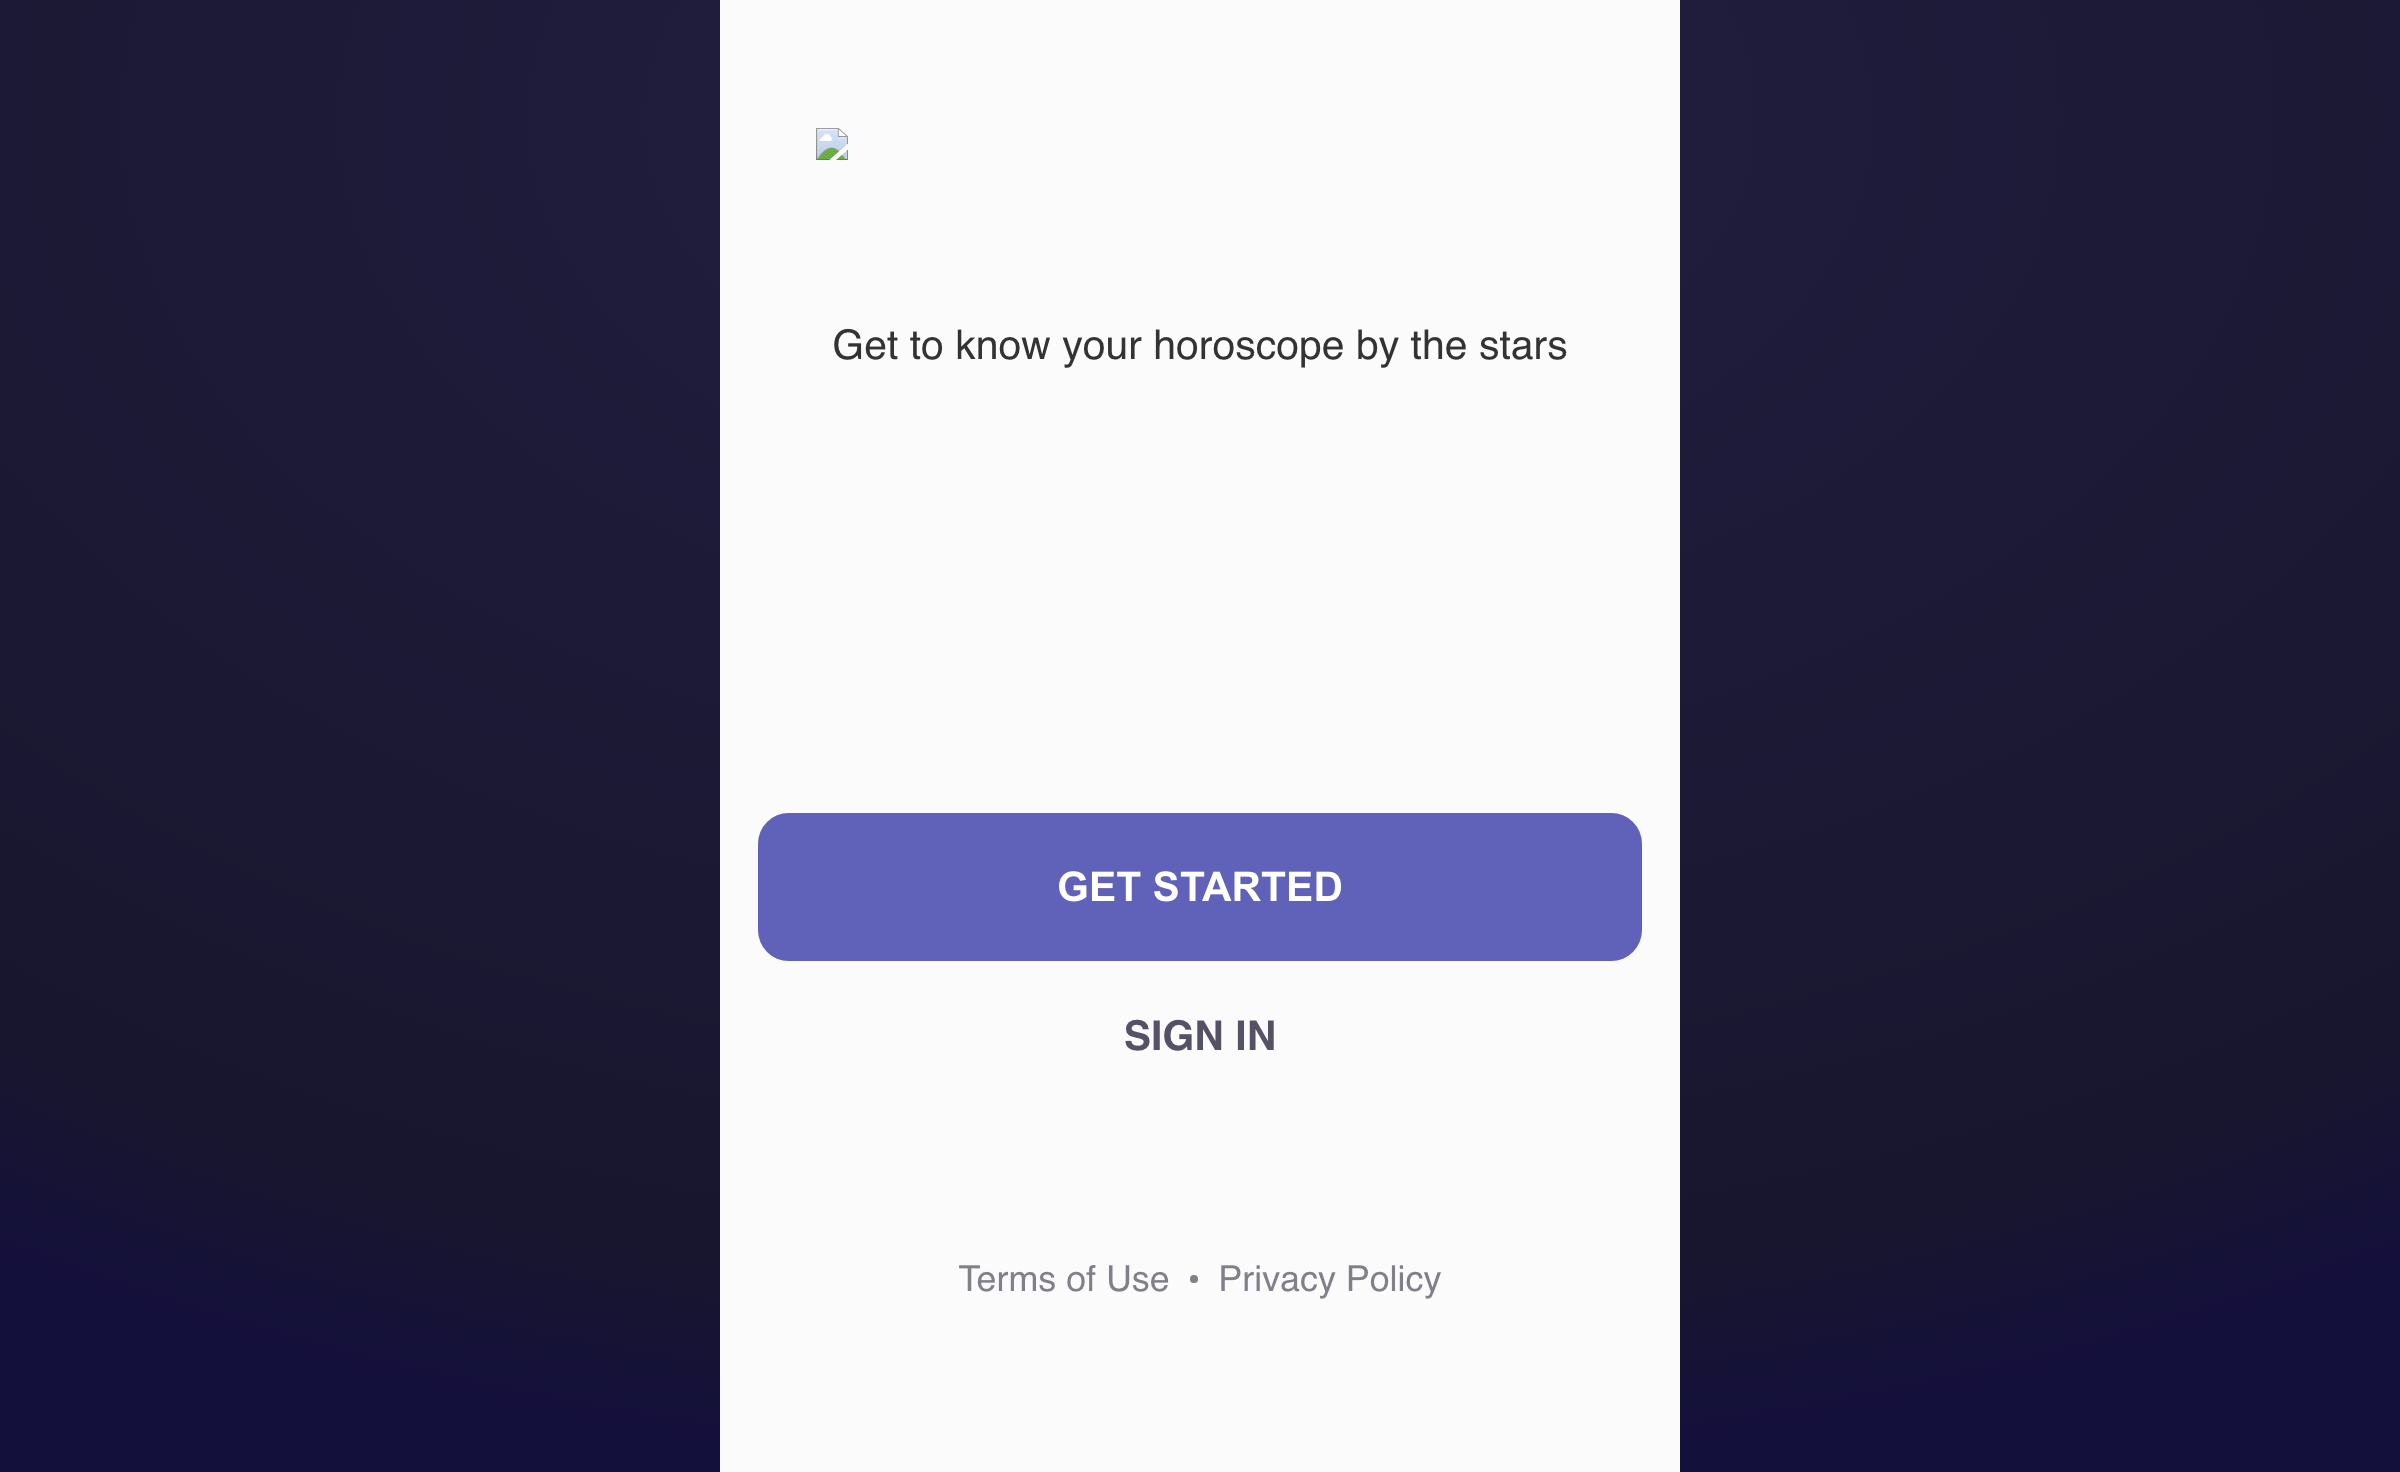 Get to know your horoscope by the stars
GET STARTED
SIGN IN
Terms of Use • Privacy Policy